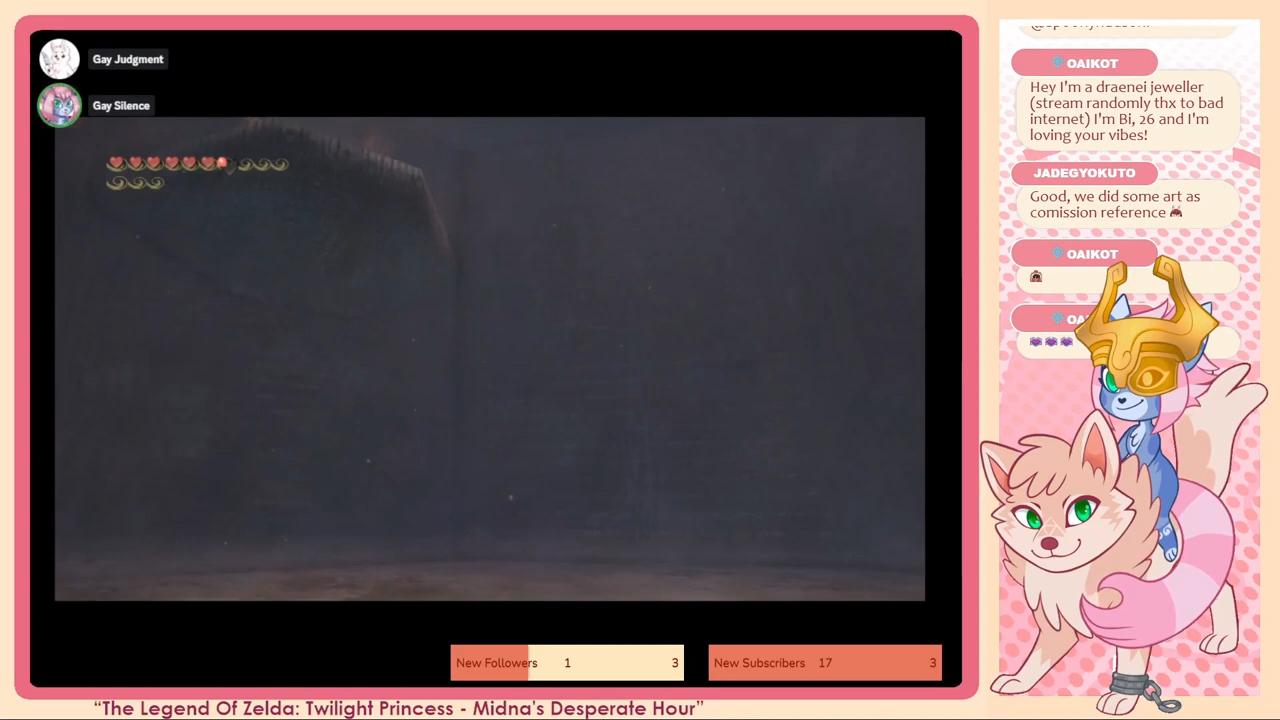 Gay Judgment
Gay Silence
OAIKOT
Hey I'm a draenei jeweller
(stream randomly thx to bad
internet) I'm Bi, 26 and I'm
loving your vibes!
JADEGYOKUTO
Good, we did some art as
comission reference
OAIKOT
New Followers 1 3
New Subscribers 17 3
"The Legend Of Zelda: Twilight Princess - Midna's Desperate Hour"